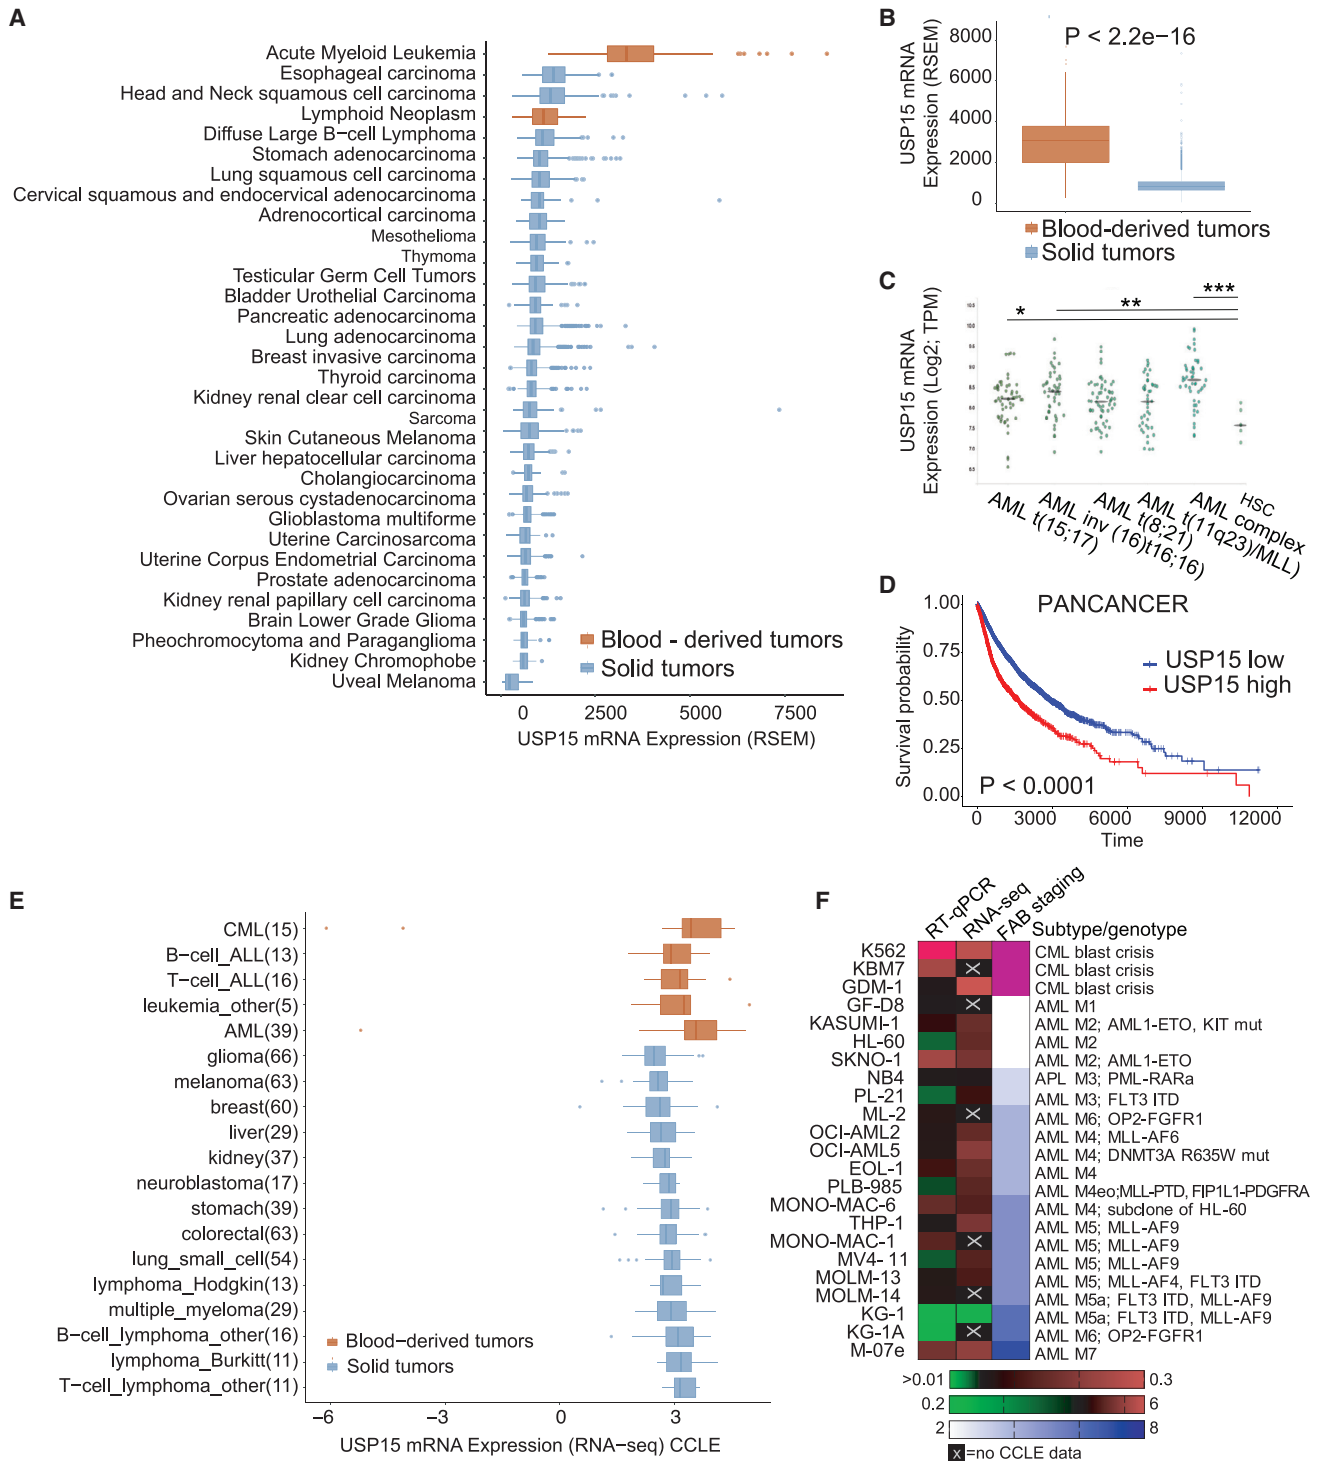 A
Acute Myeloid Leukemia
Esophageal carcinoma
Head and Neck squamous cell carcinoma
Lymphoid Neoplasm
Diffuse Large B-cell Lymphoma
Stomach adenocarcinoma
Lung squamous cell carcinoma
Cervical squamous and endocervical adenocarcinoma
Adrenocortical carcinoma
Mesothelioma
Thymoma
Testicular Germ Cell Tumors
Bladder Urothelial Carcinoma
Pancreatic adenocarcinoma
Lung adenocarcinoma
Breast invasive carcinoma
Thyroid carcinoma
Kidney renal clear cell carcinoma
Sarcoma
Skin Cutaneous Melanoma
Liver hepatocellular carcinoma
Cholangiocarcinoma
Ovarian serous cystadenocarcinoma
Glioblastoma multiforme
Uterine Carcinosarcoma
Uterine Corpus Endometrial Carcinoma
Prostate adenocarcinoma
Kidney renal papillary cell carcinoma
Brain Lower Grade Glioma
Pheochromocytoma and Paraganglioma
Kidney Chromophobe
Uveal Melanoma
Blood - derived tumors
Solid tumors
0 2500 5000 7500
USP15 mRNA Expression (RSEM)
B
USP15 mRNA
Expression (RSEM)
8000
6000
4000
2000
0
P < 2.2e−16
Blood-derived tumors
Solid tumors
C
USP15 mRNA
Expression (Log2; TPM)
10.5
10.0
9.5
9.0
8.5
8.0
7.5
7.0
6.5
* ** ***
AML t(15;17)
AML inv (16)t16;16)
AML t(8;21)
AML t(11q23)/MLL)
AML complex
HSC
D
PANCANCER
Survival probability
1.00
0.75
0.50
0.25
0.00
USP15 low
USP15 high
P < 0.0001
0 3000 6000 9000 12000
Time
E
CML(15)
B−cell_ALL(13)
T−cell_ALL(16)
leukemia_other(5)
AML(39)
glioma(66)
melanoma(63)
breast(60)
liver(29)
kidney(37)
neuroblastoma(17)
stomach(39)
colorectal(63)
lung_small_cell(54)
lymphoma_Hodgkin(13)
multiple_myeloma(29)
B−cell_lymphoma_other(16)
lymphoma_Burkitt(11)
T−cell_lymphoma_other(11)
Blood−derived tumors
Solid tumors
−6 −3 0 3
USP15 mRNA Expression (RNA−seq) CCLE
F
RT-qPCR
RNA-seq
FAB staging
Subtype/genotype
K562 CML blast crisis
KBM7 X CML blast crisis
GDM-1 CML blast crisis
GF-D8 X AML M1
KASUMI-1 AML M2; AML1-ETO, KIT mut
HL-60 AML M2
SKNO-1 AML M2; AML1-ETO
NB4 APL M3; PML-RARa
PL-21 AML M3; FLT3 ITD
ML-2 X AML M6; OP2-FGFR1
OCI-AML2 AML M4; MLL-AF6
OCI-AML5 AML M4; DNMT3A R635W mut
EOL-1 AML M4
PLB-985 AML M4eo;MLL-PTD, FIP1L1-PDGFRA
MONO-MAC-6 AML M4; subclone of HL-60
THP-1 AML M5; MLL-AF9
MONO-MAC-1 X AML M5; MLL-AF9
MV4- 11 AML M5; MLL-AF9
MOLM-13 AML M5; MLL-AF4, FLT3 ITD
MOLM-14 X AML M5a; FLT3 ITD, MLL-AF9
KG-1 AML M5a; FLT3 ITD, MLL-AF9
KG-1A X AML M6; OP2-FGFR1
M-07e AML M7
>0.01 0.3
0.2 6
2 8
x =no CCLE data